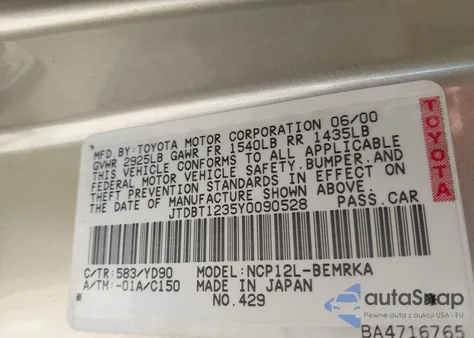 MFD.BY:TOYOTA MOTOR CORPORATION 06/00
GVWR 2925LB GAWR FR 1540LB RR 1435LB
THIS VEHICLE CONFORMS TO ALL APPLICABLE
FEDERAL MOTOR VEHICLE SAFETY,BUMPER,AND
THEFT PREVENTION STANDARDS IN EFFECT ON
THE DATE OF MANUFACTURE SHOWN ABOVE.
JTDBT1235Y0090528 PASS.CAR
TOYOTA
C/TR:583/YD90 MODEL:NCP12L-BEMRKA
A/TM:-01A/C150 MADE IN JAPAN
NO.429
autoSnap
Pewne auta z aukcji USA i EU
BA4716765